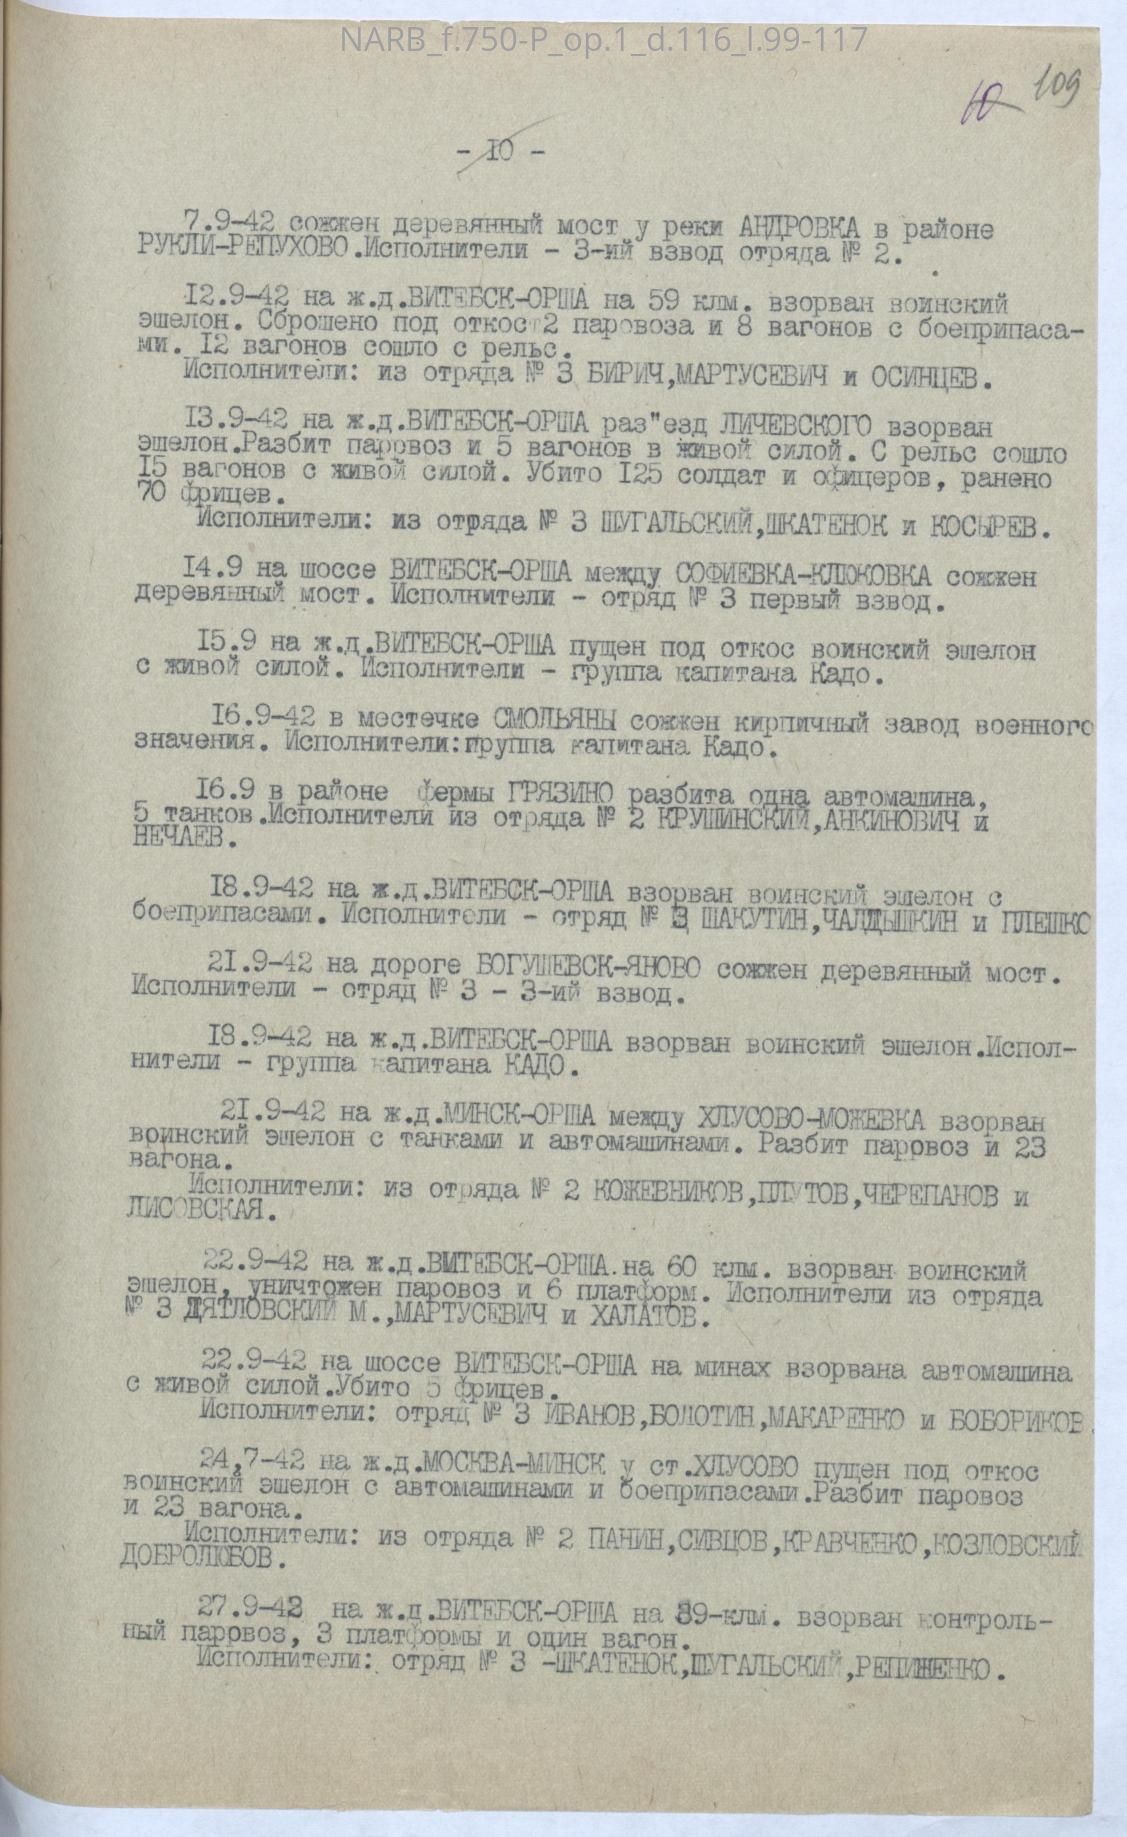 NARB_f.750-P_op.1_d.116_l.99-117
10 109
- 10 -
7.9-42 сожжен деревянный мост у реки АНДРОВКА в районе
РУКЛИ-РЕПУХОВО.Исполнители - 3-ий взвод отряда № 2.
12.9-42 на ж.д.ВИТЕБСК-ОРША на 59 клм. взорван воинский
эшелон. Сброшено под откос 2 паровоза и 8 вагонов с боеприпаса-
ми. 12 вагонов сошло с рельс.
Исполнители: из отряда № 3 БИРИЧ,МАРТУСЕВИЧ и ОСИНЦЕВ.
13.9-42 на ж.д.ВИТЕБСК-ОРША раз"езд ЛИЧЕВСКОГО взорван
эшелон.Разбит паровоз и 5 вагонов в живой силой. С рельс сошло
15 вагонов с живой силой. Убито 125 солдат и офицеров, ранено
70 фрицев.
Исполнители: из отряда № 3 ШУГАЛЬСКИЙ,ШКАТЕНОК и КОСЫРЕВ.
14.9 на шоссе ВИТЕБСК-ОРША между СОФИЕВКА-КЛЮКОВКА сожжен
деревянный мост. Исполнители - отряд № 3 первый взвод.
15.9 на ж.д.ВИТЕБСК-ОРША пущен под откос воинский эшелон
с живой силой. Исполнители - группа капитана Кадо.
16.9-42 в местечке СМОЛЬЯНЫ сожжен кирпичный завод военного
значения. Исполнители:группа капитана Кадо.
16.9 в районе фермы ГРЯЗИНО разбита одна автомашина,
5 танков.Исполнители из отряда № 2 КРУШИНСКИЙ,АНКИНОВИЧ и
НЕЧАЕВ.
18.9-42 на ж.д.ВИТЕБСК-ОРША взорван воинский эшелон с
боеприпасами. Исполнители - отряд № 3 ШАКУТИН,ЧАЛДЫШКИН и ПЛЕШКО
21.9-42 на дороге БОГУШЕВСК-ЯНОВО сожжен деревянный мост.
Исполнители - отряд № 3 - 3-ий взвод.
18.9-42 на ж.д.ВИТЕБСК-ОРША взорван воинский эшелон.Испол-
нители - группа капитана КАДО.
21.9-42 на ж.д.МИНСК-ОРША между ХЛУСОВО-МОЖЕВКА взорван
воинский эшелон с танками и автомашинами. Разбит паровоз и 23
вагона.
Исполнители: из отряда № 2 КОЖЕВНИКОВ,ПЛУТОВ,ЧЕРЕПАНОВ и
ЛИСОВСКАЯ.
22.9-42 на ж.д.ВИТЕБСК-ОРША на 60 клм. взорван воинский
эшелон, уничтожен паровоз и 6 платформ. Исполнители из отряда
№ 3 ДЯТЛОВСКИЙ М.,МАРТУСЕВИЧ и ХАЛАТОВ.
22.9-42 на шоссе ВИТЕБСК-ОРША на минах взорвана автомашина
с живой силой.Убито 5 фрицев.
Исполнители: отряд № 3 ИВАНОВ,БОЛОТИН,МАКАРЕНКО и БОБОРИКОВ.
24,7-42 на ж.д.МОСКВА-МИНСК у ст.ХЛУСОВО пущен под откос
воинский эшелон с автомашинами и боеприпасами.Разбит паровоз
и 23 вагона.
Исполнители: из отряда № 2 ПАНИН,СИВЦОВ,КРАВЧЕНКО,КОЗЛОВСКИЙ
ДОБРОЛЮБОВ.
27.9-42 на ж.д.ВИТЕБСК-ОРША на 39-клм. взорван контроль-
ный паровоз, 3 платформы и один вагон.
Исполнители: отряд № 3 -ШКАТЕНОК,ШУГАЛЬСКИЙ,РЕПИЖЕНКО.